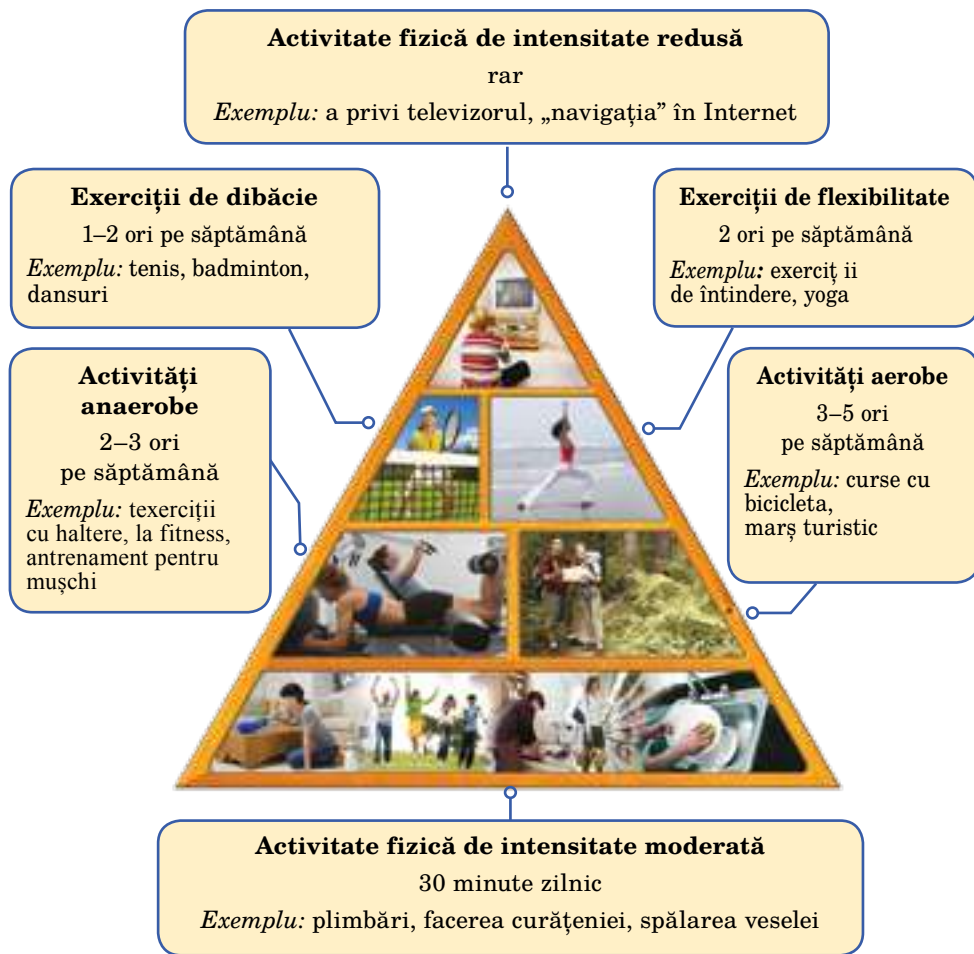 Activitate fizică de intensitate redusă
rar
Exemplu: a privi televizorul, „navigația” în Internet
Exerciții de dibăcie
1–2 ori pe săptămână
Exemplu: tenis, badminton,
dansuri
Exerciții de flexibilitate
2 ori pe săptămână
Exemplu: exerciț ii
de întindere, yoga
Activități
anaerobe
2–3 ori
pe săptămână
Exemplu: texerciții
cu haltere, la fitness,
antrenament pentru
mușchi
Activități aerobe
3–5 ori
pe săptămână
Exemplu: curse cu
bicicleta,
marș turistic
Activitate fizică de intensitate moderată
30 minute zilnic
Exemplu: plimbări, facerea curățeniei, spălarea veselei